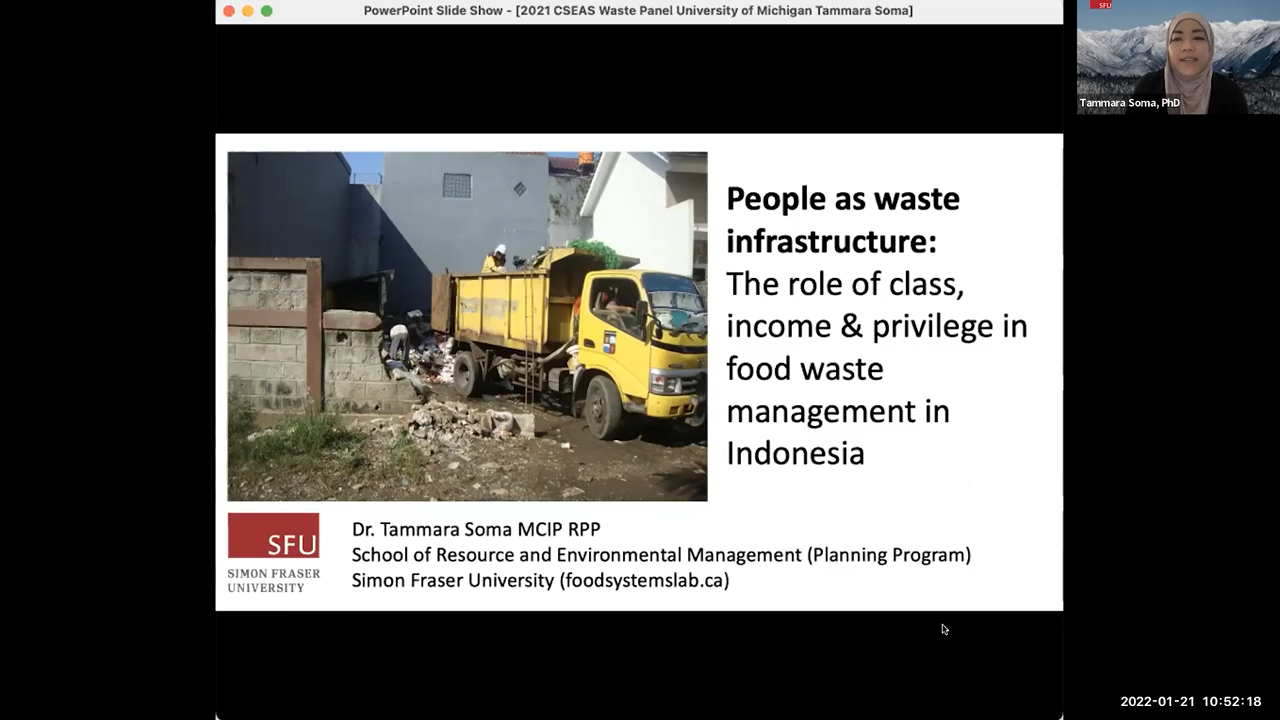 PowerPoint Slide Show - [2021 CSEAS Waste Panel University of Michigan Tammara Soma]
SFU
Tammara Soma, PhD
People as waste
infrastructure:
The role of class,
income & privilege in
food waste
management in
Indonesia
SFU
SIMON FRASER
UNIVERSITY
Dr. Tammara Soma MCIP RPP
School of Resource and Environmental Management (Planning Program)
Simon Fraser University (foodsystemslab.ca)
2022-01-21 10:52:18